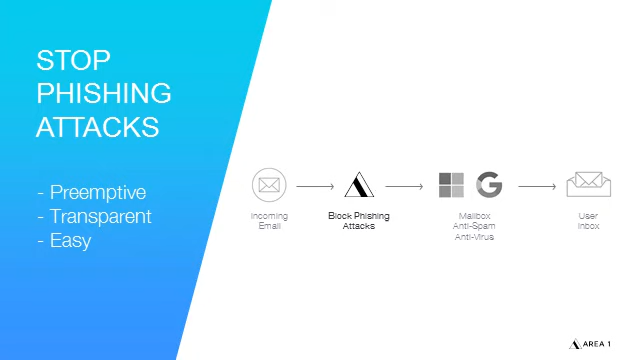 STOP
PHISHING
ATTACKS
- Preemptive
- Transparent
- Easy
Incoming
Email
Block Phishing
Attacks
Mailbox
Anti-Spam
Anti-Virus
User
Inbox
AREA 1